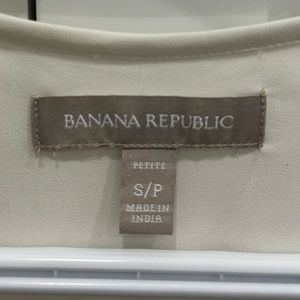 BANANA REPUBLIC
PETITE
S/P
MADE IN
INDIA